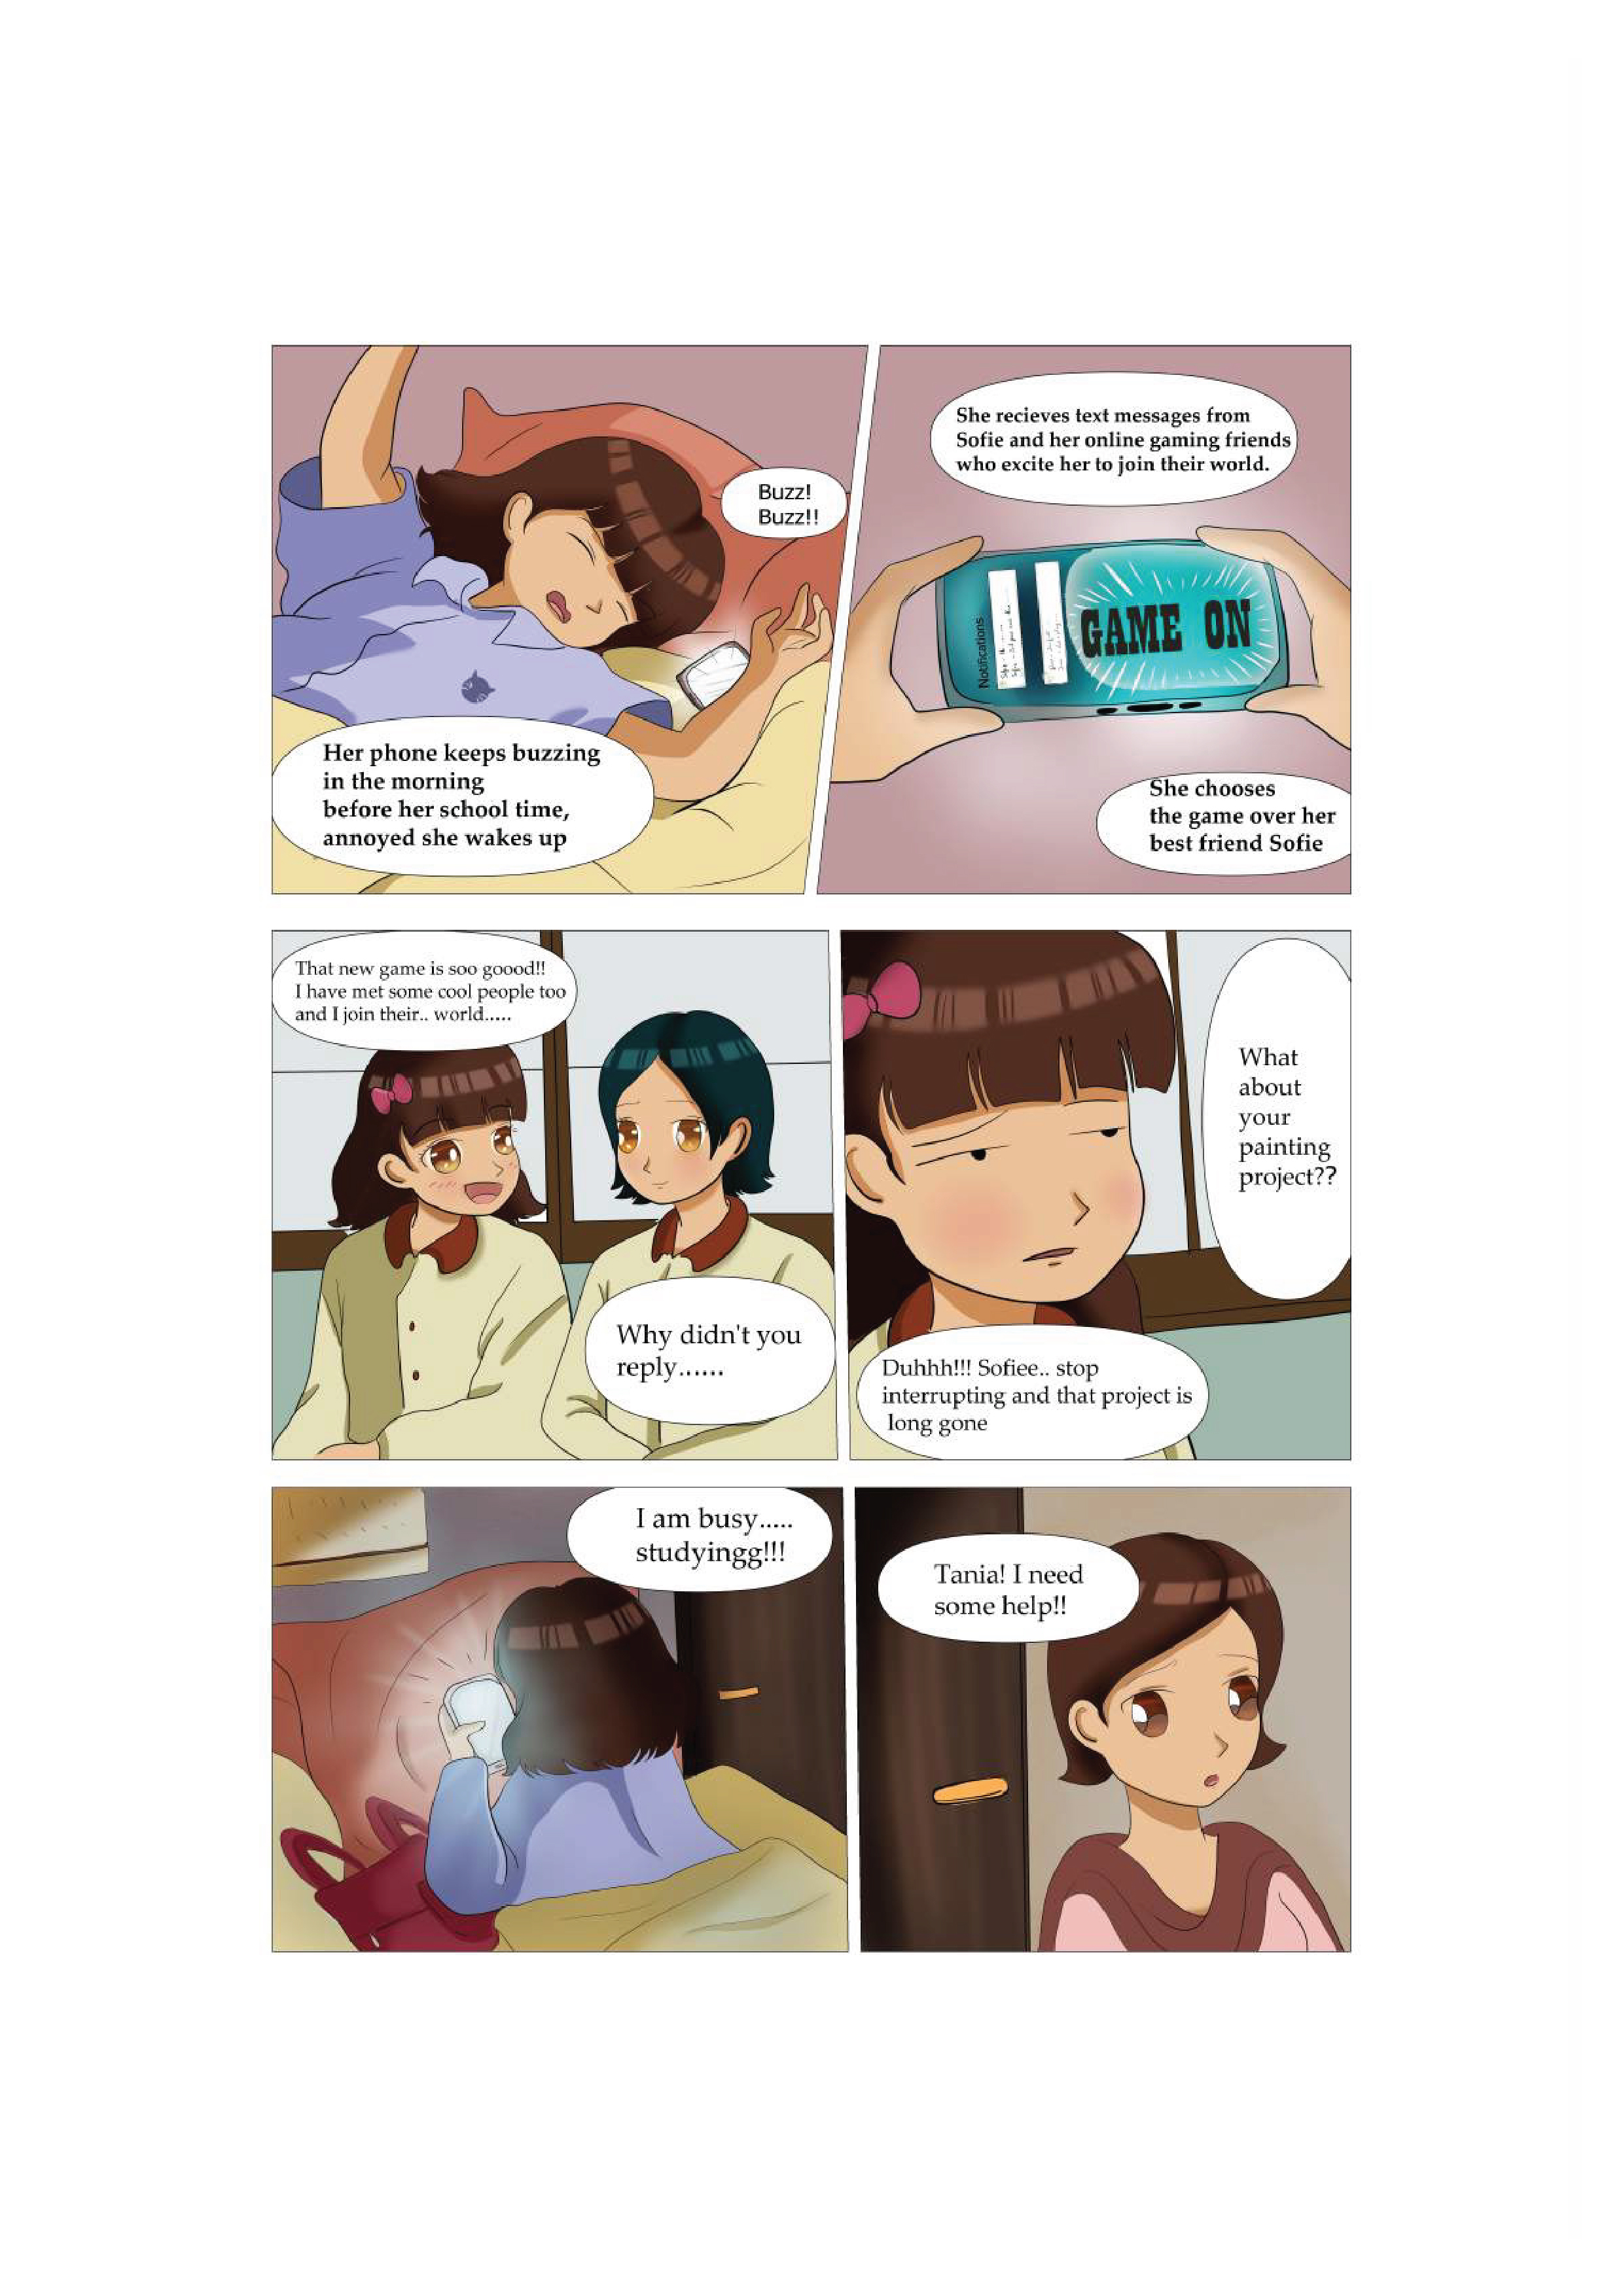 Buzz!
Buzz!!
Her phone keeps buzzing
in the morning
before her school time,
annoyed she wakes up
She recieves text messages from
Sofie and her online gaming friends
who excite her to join their world.
Notifications
GAME ON
She chooses
the game over her
best friend Sofie
That new game is soo goood!!
I have met some cool people too
and I join their.. world.....
Why didn't you
reply......
What
about
your
painting
project??
Duhhh!!! Sofiee.. stop
interrupting and that project is
long gone
I am busy.....
studyingg!!!
Tania! I need
some help!!